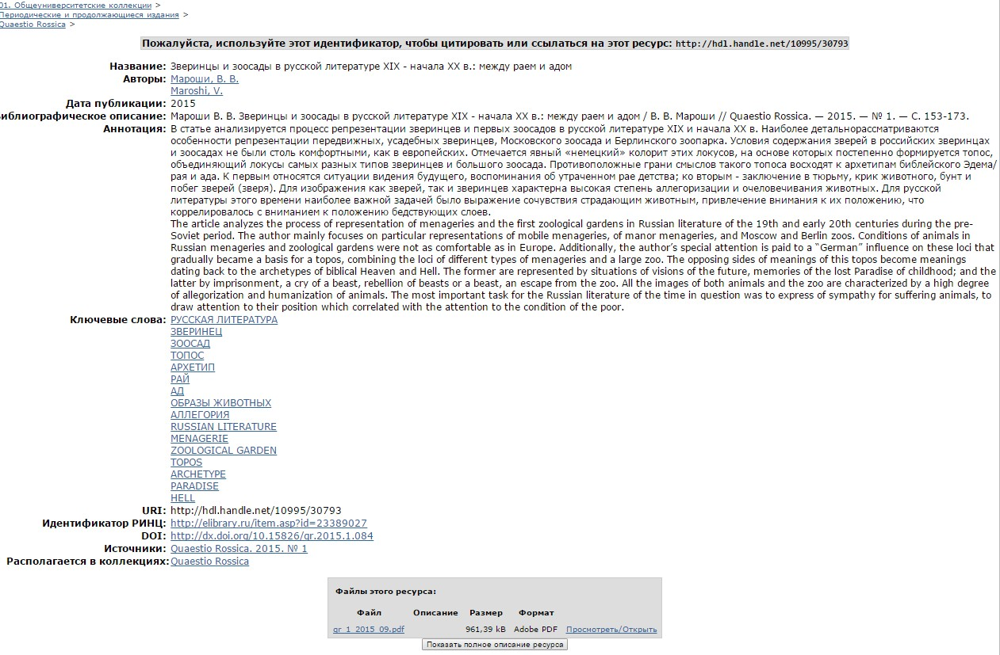 01. Общеуниверситетские коллекции >
Периодические и продолжающиеся издания >
Quaestio Rossica >
Пожалуйста, используйте этот идентификатор, чтобы цитировать или ссылаться на этот ресурс: http://hdl.handle.net/10995/30793
Название: Зверинцы и зоосады в русской литературе XIX - начала XX в.: между раем и адом
Авторы: Мароши, В. В.
Maroshi, V.
Дата публикации: 2015
иблиографическое описание: Мароши В. В. Зверинцы и зоосады в русской литературе XIX - начала XX в.: между раем и адом / В. В. Мароши // Quaestio Rossica. — 2015. — № 1. — С. 153-173.
Аннотация: В статье анализируется процесс репрезентации зверинцев и первых зоосадов в русской литературе XIX и начала XX в. Наиболее детальнорассматриваются
особенности репрезентации передвижных, усадебных зверинцев, Московского зоосада и Берлинского зоопарка. Условия содержания зверей в российских зверинцах
и зоосадах не были столь комфортными, как в европейских. Отмечается явный «немецкий» колорит этих локусов, на основе которых постепенно формируется топос,
объединяющий локусы самых разных типов зверинцев и большого зоосада. Противоположные грани смыслов такого топоса восходят к архетипам библейского Эдема/
рая и ада. К первым относятся ситуации видения будущего, воспоминания об утраченном рае детства; ко вторым - заключение в тюрьму, крик животного, бунт и
побег зверей (зверя). Для изображения как зверей, так и зверинцев характерна высокая степень аллегоризации и очеловечивания животных. Для русской
литературы этого времени наиболее важной задачей было выражение сочувствия страдающим животным, привлечение внимания к их положению, что
коррелировалось с вниманием к положению бедствующих слоев.
The article analyzes the process of representation of menageries and the first zoological gardens in Russian literature of the 19th and early 20th centuries during the pre-
Soviet period. The author mainly focuses on particular representations of mobile menageries, of manor menageries, and Moscow and Berlin zoos. Conditions of animals in
Russian menageries and zoological gardens were not as comfortable as in Europe. Additionally, the author’s special attention is paid to a “German” influence on these loci that
gradually became a basis for a topos, combining the loci of different types of menageries and a large zoo. The opposing sides of meanings of this topos become meanings
dating back to the archetypes of biblical Heaven and Hell. The former are represented by situations of visions of the future, memories of the lost Paradise of childhood; and the
latter by imprisonment, a cry of a beast, rebellion of beasts or a beast, an escape from the zoo. All the images of both animals and the zoo are characterized by a high degree
of allegorization and humanization of animals. The most important task for the Russian literature of the time in question was to express of sympathy for suffering animals, to
draw attention to their position which correlated with the attention to the condition of the poor.
Ключевые слова: РУССКАЯ ЛИТЕРАТУРА
ЗВЕРИНЕЦ
ЗООСАД
ТОПОС
АРХЕТИП
РАЙ
АД
ОБРАЗЫ ЖИВОТНЫХ
АЛЛЕГОРИЯ
RUSSIAN LITERATURE
MENAGERIE
ZOOLOGICAL GARDEN
TOPOS
ARCHETYPE
PARADISE
HELL
URI: http://hdl.handle.net/10995/30793
Идентификатор РИНЦ: http://elibrary.ru/item.asp?id=23389027
DOI: http://dx.doi.org/10.15826/qr.2015.1.084
Источники: Quaestio Rossica. 2015. № 1
Располагается в коллекциях: Quaestio Rossica
Файлы этого ресурса:
Файл Описание Размер Формат
qr_1_2015_09.pdf 961,39 kB Adobe PDF Просмотреть/Открыть
Показать полное описание ресурса